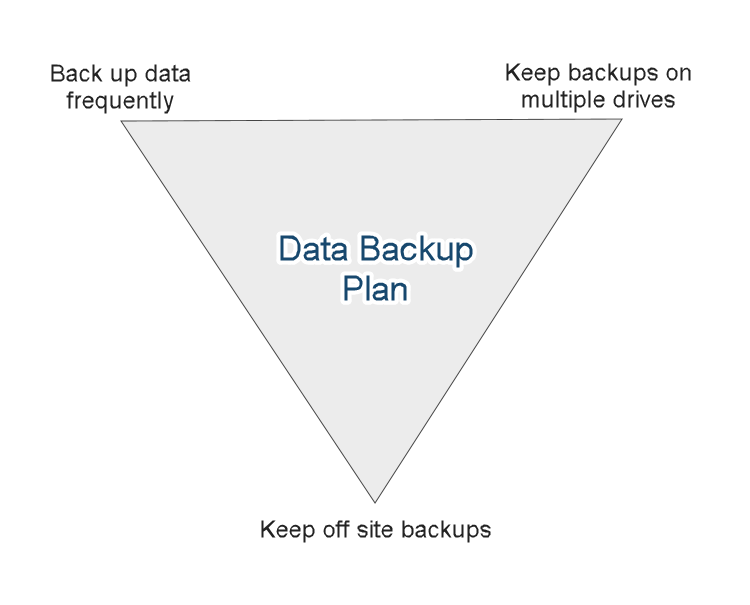 Back up data
frequently
Keep backups on
multiple drives
Data Backup
Plan
Keep off site backups